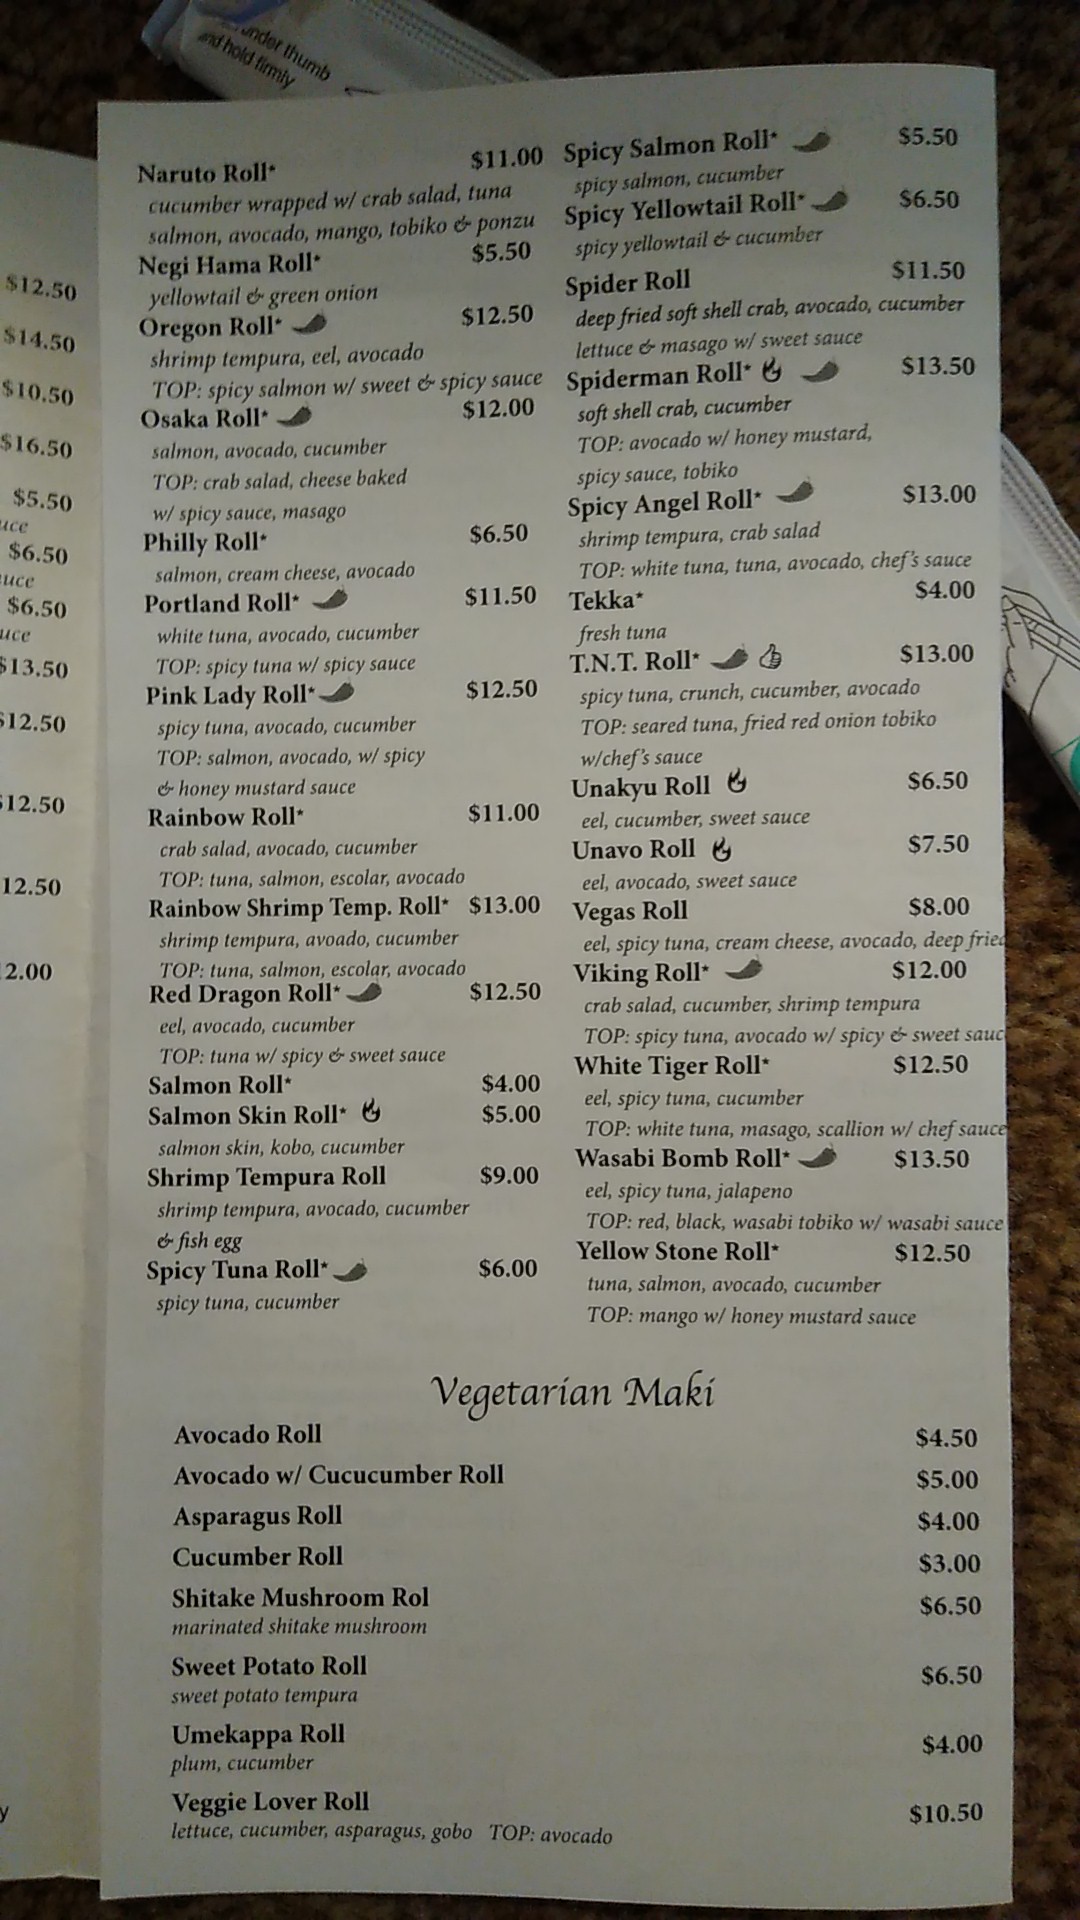 under thumb
and hold firmly
$12.50
$14.50
$10.50
$16.50
$5.50
$6.50
$6.50
$13.50
$12.50
$12.50
12.50
2.00
Naruto Roll* $11.00
cucumber wrapped w/ crab salad, tuna
salmon, avocado, mango, tobiko & ponzu
Negi Hama Roll* $5.50
yellowtail & green onion
Oregon Roll* $12.50
shrimp tempura, eel, avocado
TOP: spicy salmon w/ sweet & spicy sauce
Osaka Roll* $12.00
salmon, avocado, cucumber
TOP: crab salad, cheese baked
w/ spicy sauce, masago
Philly Roll* $6.50
salmon, cream cheese, avocado
Portland Roll* $11.50
white tuna, avocado, cucumber
TOP: spicy tuna w/ spicy sauce
Pink Lady Roll* $12.50
spicy tuna, avocado, cucumber
TOP: salmon, avocado, w/ spicy
& honey mustard sauce
Rainbow Roll* $11.00
crab salad, avocado, cucumber
TOP: tuna, salmon, escolar, avocado
Rainbow Shrimp Temp. Roll* $13.00
shrimp tempura, avoado, cucumber
TOP: tuna, salmon, escolar, avocado
Red Dragon Roll* $12.50
eel, avocado, cucumber
TOP: tuna w/ spicy & sweet sauce
Salmon Roll* $4.00
Salmon Skin Roll* $5.00
salmon skin, kobo, cucumber
Shrimp Tempura Roll $9.00
shrimp tempura, avocado, cucumber
& fish egg
Spicy Tuna Roll* $6.00
spicy tuna, cucumber
Spicy Salmon Roll* $5.50
spicy salmon, cucumber
Spicy Yellowtail Roll* $6.50
spicy yellowtail & cucumber
Spider Roll $11.50
deep fried soft shell crab, avocado, cucumber
lettuce & masago w/ sweet sauce
Spiderman Roll* $13.50
soft shell crab, cucumber
TOP: avocado w/ honey mustard,
spicy sauce, tobiko
Spicy Angel Roll* $13.00
shrimp tempura, crab salad
TOP: white tuna, tuna, avocado, chef's sauce
Tekka* $4.00
fresh tuna
T.N.T. Roll* $13.00
spicy tuna, crunch, cucumber, avocado
TOP: seared tuna, fried red onion tobiko
w/chef's sauce
Unakyu Roll $6.50
eel, cucumber, sweet sauce
Unavo Roll $7.50
eel, avocado, sweet sauce
Vegas Roll $8.00
eel, spicy tuna, cream cheese, avocado, deep fried
Viking Roll* $12.00
crab salad, cucumber, shrimp tempura
TOP: spicy tuna, avocado w/ spicy & sweet sauc
White Tiger Roll* $12.50
eel, spicy tuna, cucumber
TOP: white tuna, masago, scallion w/ chef sauce
Wasabi Bomb Roll* $13.50
eel, spicy tuna, jalapeno
TOP: red, black, wasabi tobiko w/ wasabi sauce
Yellow Stone Roll* $12.50
tuna, salmon, avocado, cucumber
TOP: mango w/ honey mustard sauce
Vegetarian Maki
Avocado Roll $4.50
Avocado w/ Cucucumber Roll $5.00
Asparagus Roll $4.00
Cucumber Roll $3.00
Shitake Mushroom Rol $6.50
marinated shitake mushroom
Sweet Potato Roll $6.50
sweet potato tempura
Umekappa Roll $4.00
plum, cucumber
Veggie Lover Roll $10.50
lettuce, cucumber, asparagus, gobo TOP: avocado